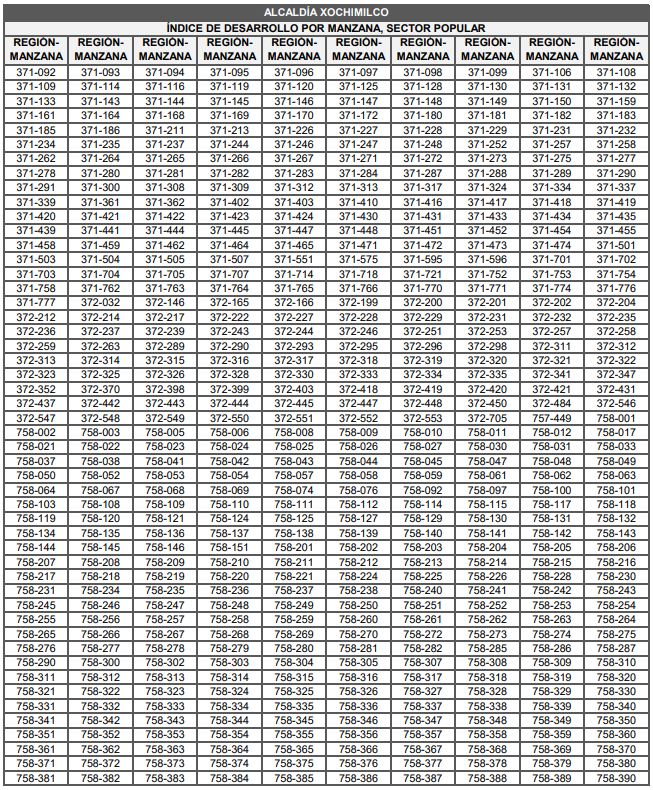 ALCALDÍA XOCHIMILCO
ÍNDICE DE DESARROLLO POR MANZANA, SECTOR POPULAR
REGIÓN- REGIÓN- REGIÓN- REGIÓN- REGIÓN- REGIÓN- REGIÓN- REGIÓN- REGIÓN- REGIÓN-
MANZANA MANZANA MANZANA MANZANA MANZANA MANZANA MANZANA MANZANA MANZANA MANZANA
371-092 371-093 371-094 371-095 371-096 371-097 371-098 371-099 371-106 371-108
371-109 371-114 371-116 371-119 371-120 371-125 371-128 371-130 371-131 371-132
371-133 371-143 371-144 371-145 371-146 371-147 371-148 371-149 371-150 371-159
371-161 371-164 371-168 371-169 371-170 371-172 371-180 371-181 371-182 371-183
371-185 371-186 371-211 371-213 371-226 371-227 371-228 371-229 371-231 371-232
371-234 371-235 371-237 371-244 371-246 371-247 371-248 371-252 371-257 371-258
371-262 371-264 371-265 371-266 371-267 371-271 371-272 371-273 371-275 371-277
371-278 371-280 371-281 371-282 371-283 371-284 371-287 371-288 371-289 371-290
371-291 371-300 371-308 371-309 371-312 371-313 371-317 371-324 371-334 371-337
371-339 371-361 371-362 371-402 371-403 371-410 371-416 371-417 371-418 371-419
371-420 371-421 371-422 371-423 371-424 371-430 371-431 371-433 371-434 371-435
371-439 371-441 371-444 371-445 371-447 371-448 371-451 371-452 371-454 371-455
371-458 371-459 371-462 371-464 371-465 371-471 371-472 371-473 371-474 371-501
371-503 371-504 371-505 371-507 371-551 371-575 371-595 371-596 371-701 371-702
371-703 371-704 371-705 371-707 371-714 371-718 371-721 371-752 371-753 371-754
371-758 371-762 371-763 371-764 371-765 371-766 371-770 371-771 371-774 371-776
371-777 372-032 372-146 372-165 372-166 372-199 372-200 372-201 372-202 372-204
372-212 372-214 372-217 372-222 372-227 372-228 372-229 372-231 372-232 372-235
372-236 372-237 372-239 372-243 372-244 372-246 372-251 372-253 372-257 372-258
372-259 372-263 372-289 372-290 372-293 372-295 372-296 372-298 372-311 372-312
372-313 372-314 372-315 372-316 372-317 372-318 372-319 372-320 372-321 372-322
372-323 372-325 372-326 372-328 372-330 372-333 372-334 372-335 372-341 372-347
372-352 372-370 372-398 372-399 372-403 372-418 372-419 372-420 372-421 372-431
372-437 372-442 372-443 372-444 372-445 372-447 372-448 372-450 372-484 372-546
372-547 372-548 372-549 372-550 372-551 372-552 372-553 372-705 757-449 758-001
758-002 758-003 758-005 758-006 758-008 758-009 758-010 758-011 758-012 758-017
758-021 758-022 758-023 758-024 758-025 758-026 758-027 758-030 758-031 758-033
758-037 758-038 758-041 758-042 758-043 758-044 758-045 758-047 758-048 758-049
758-050 758-052 758-053 758-054 758-057 758-058 758-059 758-061 758-062 758-063
758-064 758-067 758-068 758-069 758-074 758-076 758-092 758-097 758-100 758-101
758-103 758-108 758-109 758-110 758-111 758-112 758-114 758-115 758-117 758-118
758-119 758-120 758-121 758-124 758-125 758-127 758-129 758-130 758-131 758-132
758-134 758-135 758-136 758-137 758-138 758-139 758-140 758-141 758-142 758-143
758-144 758-145 758-146 758-151 758-201 758-202 758-203 758-204 758-205 758-206
758-207 758-208 758-209 758-210 758-211 758-212 758-213 758-214 758-215 758-216
758-217 758-218 758-219 758-220 758-221 758-224 758-225 758-226 758-228 758-230
758-231 758-234 758-235 758-236 758-237 758-238 758-240 758-241 758-242 758-243
758-245 758-246 758-247 758-248 758-249 758-250 758-251 758-252 758-253 758-254
758-255 758-256 758-257 758-258 758-259 758-260 758-261 758-262 758-263 758-264
758-265 758-266 758-267 758-268 758-269 758-270 758-272 758-273 758-274 758-275
758-276 758-277 758-278 758-279 758-280 758-281 758-282 758-285 758-286 758-287
758-290 758-300 758-302 758-303 758-304 758-305 758-307 758-308 758-309 758-310
758-311 758-312 758-313 758-314 758-315 758-316 758-317 758-318 758-319 758-320
758-321 758-322 758-323 758-324 758-325 758-326 758-327 758-328 758-329 758-330
758-331 758-332 758-333 758-334 758-335 758-336 758-337 758-338 758-339 758-340
758-341 758-342 758-343 758-344 758-345 758-346 758-347 758-348 758-349 758-350
758-351 758-352 758-353 758-354 758-355 758-356 758-357 758-358 758-359 758-360
758-361 758-362 758-363 758-364 758-365 758-366 758-367 758-368 758-369 758-370
758-371 758-372 758-373 758-374 758-375 758-376 758-377 758-378 758-379 758-380
758-381 758-382 758-383 758-384 758-385 758-386 758-387 758-388 758-389 758-390